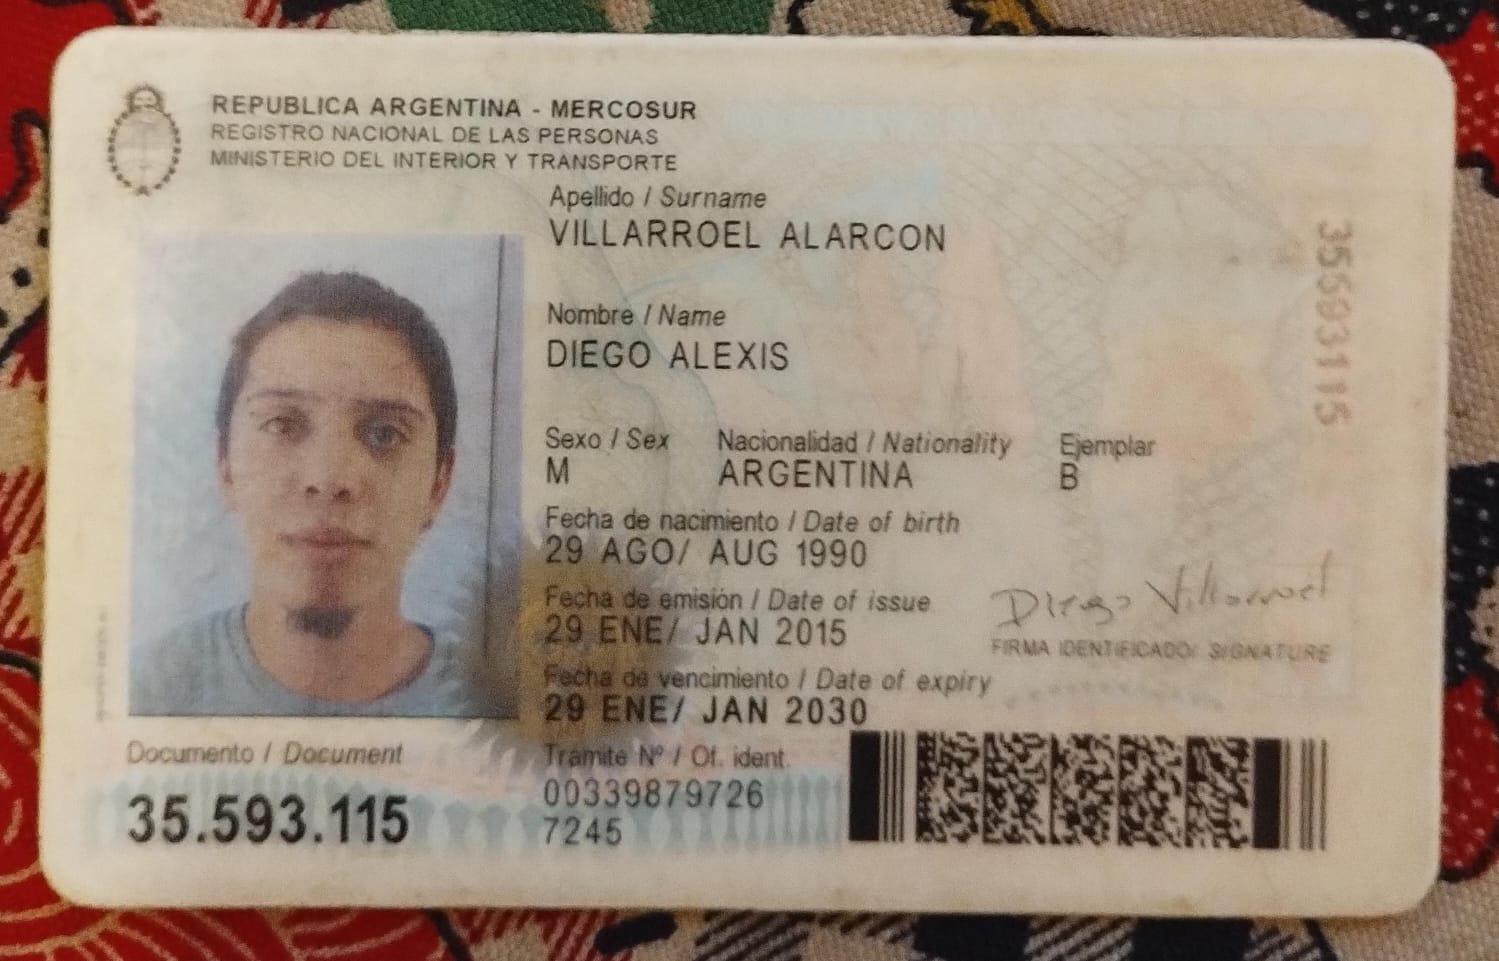 REPUBLICA ARGENTINA - MERCOSUR
REGISTRO NACIONAL DE LAS PERSONAS
MINISTERIO DEL INTERIOR Y TRANSPORTE
Apellido / Surname
VILLARROEL ALARCON
Nombre / Name
DIEGO ALEXIS
Sexo / Sex Nacionalidad / Nationality Ejemplar
M ARGENTINA B
Fecha de nacimiento / Date of birth
29 AGO/ AUG 1990
Fecha de emisión / Date of issue
29 ENE/ JAN 2015
Diego Villarroel
FIRMA IDENTIFICADO/ SIGNATURE
Fecha de vencimiento / Date of expiry
29 ENE/ JAN 2030
Documento / Document
35.593.115
Tramite Nº / Of. ident.
00339879726
7245
35593115